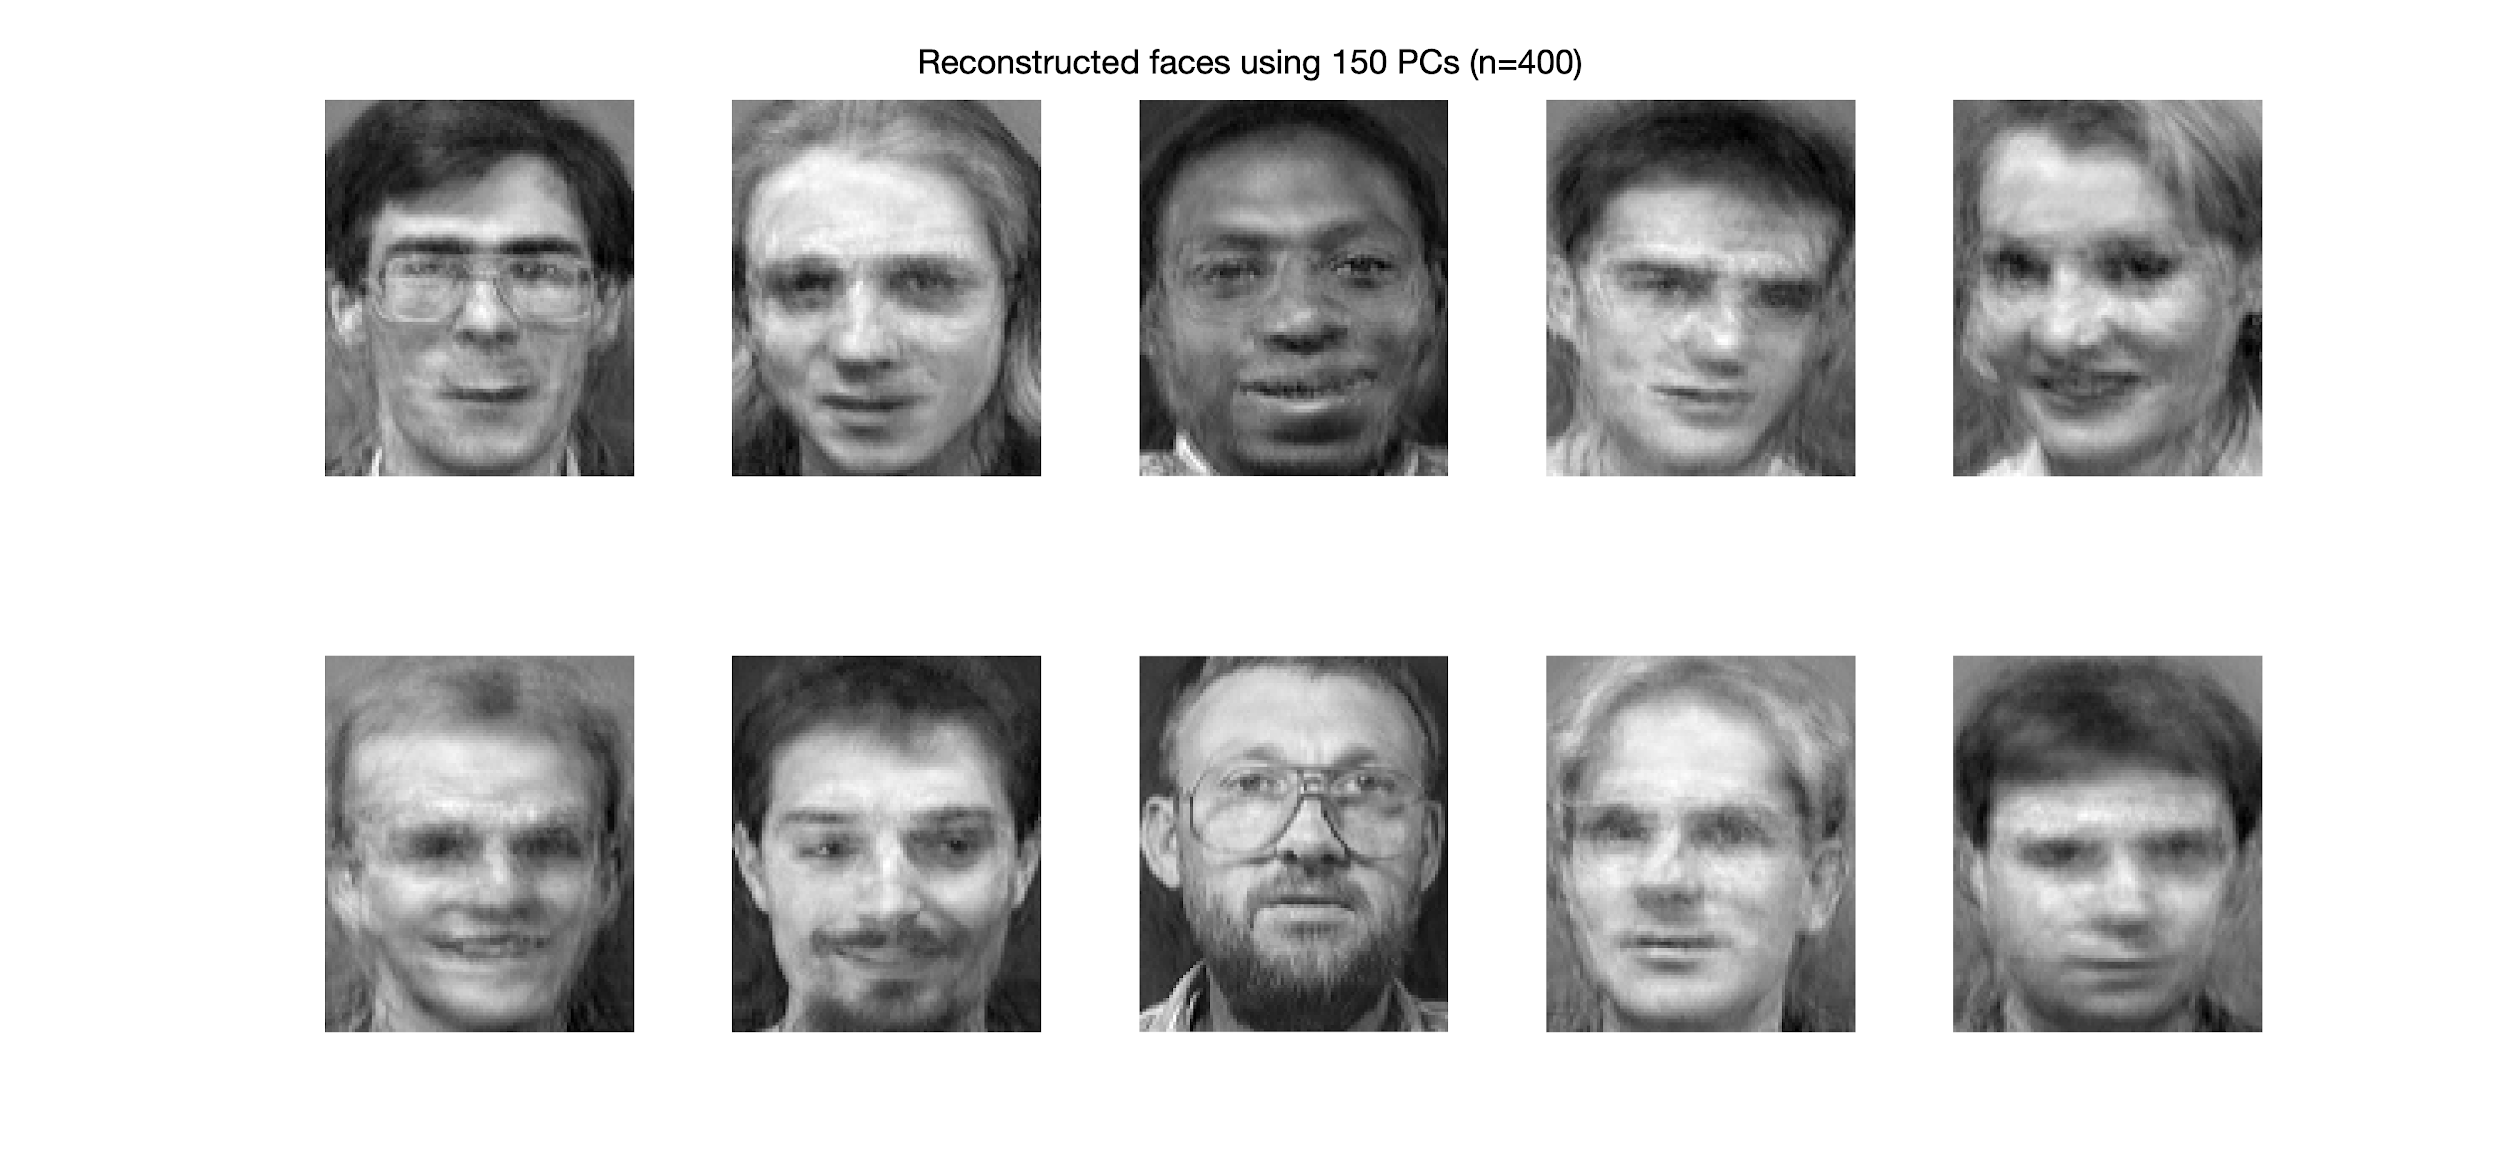 Reconstructed faces using 150 PCs (n=400)